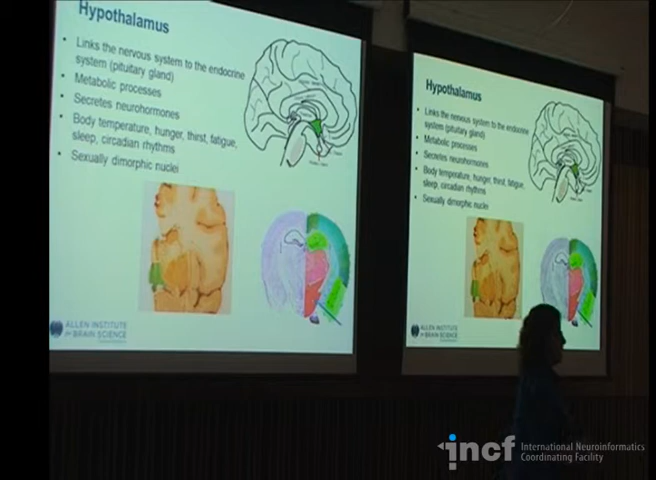 Hypothalamus
• Links the nervous system to the endocrine
system (pituitary gland)
• Metabolic processes
• Secretes neurohormones
• Body temperature, hunger, thirst, fatigue,
sleep, circadian rhythms
• Sexually dimorphic nuclei
ALLEN INSTITUTE
for BRAIN SCIENCE
Hypothalamus
• Links the nervous system to the endocrine
system (pituitary gland)
• Metabolic processes
• Secretes neurohormones
• Body temperature, hunger, thirst, fatigue,
sleep, circadian rhythms
• Sexually dimorphic nuclei
ALLEN INSTITUTE
for BRAIN SCIENCE
incf
International Neuroinformatics
Coordinating Facility